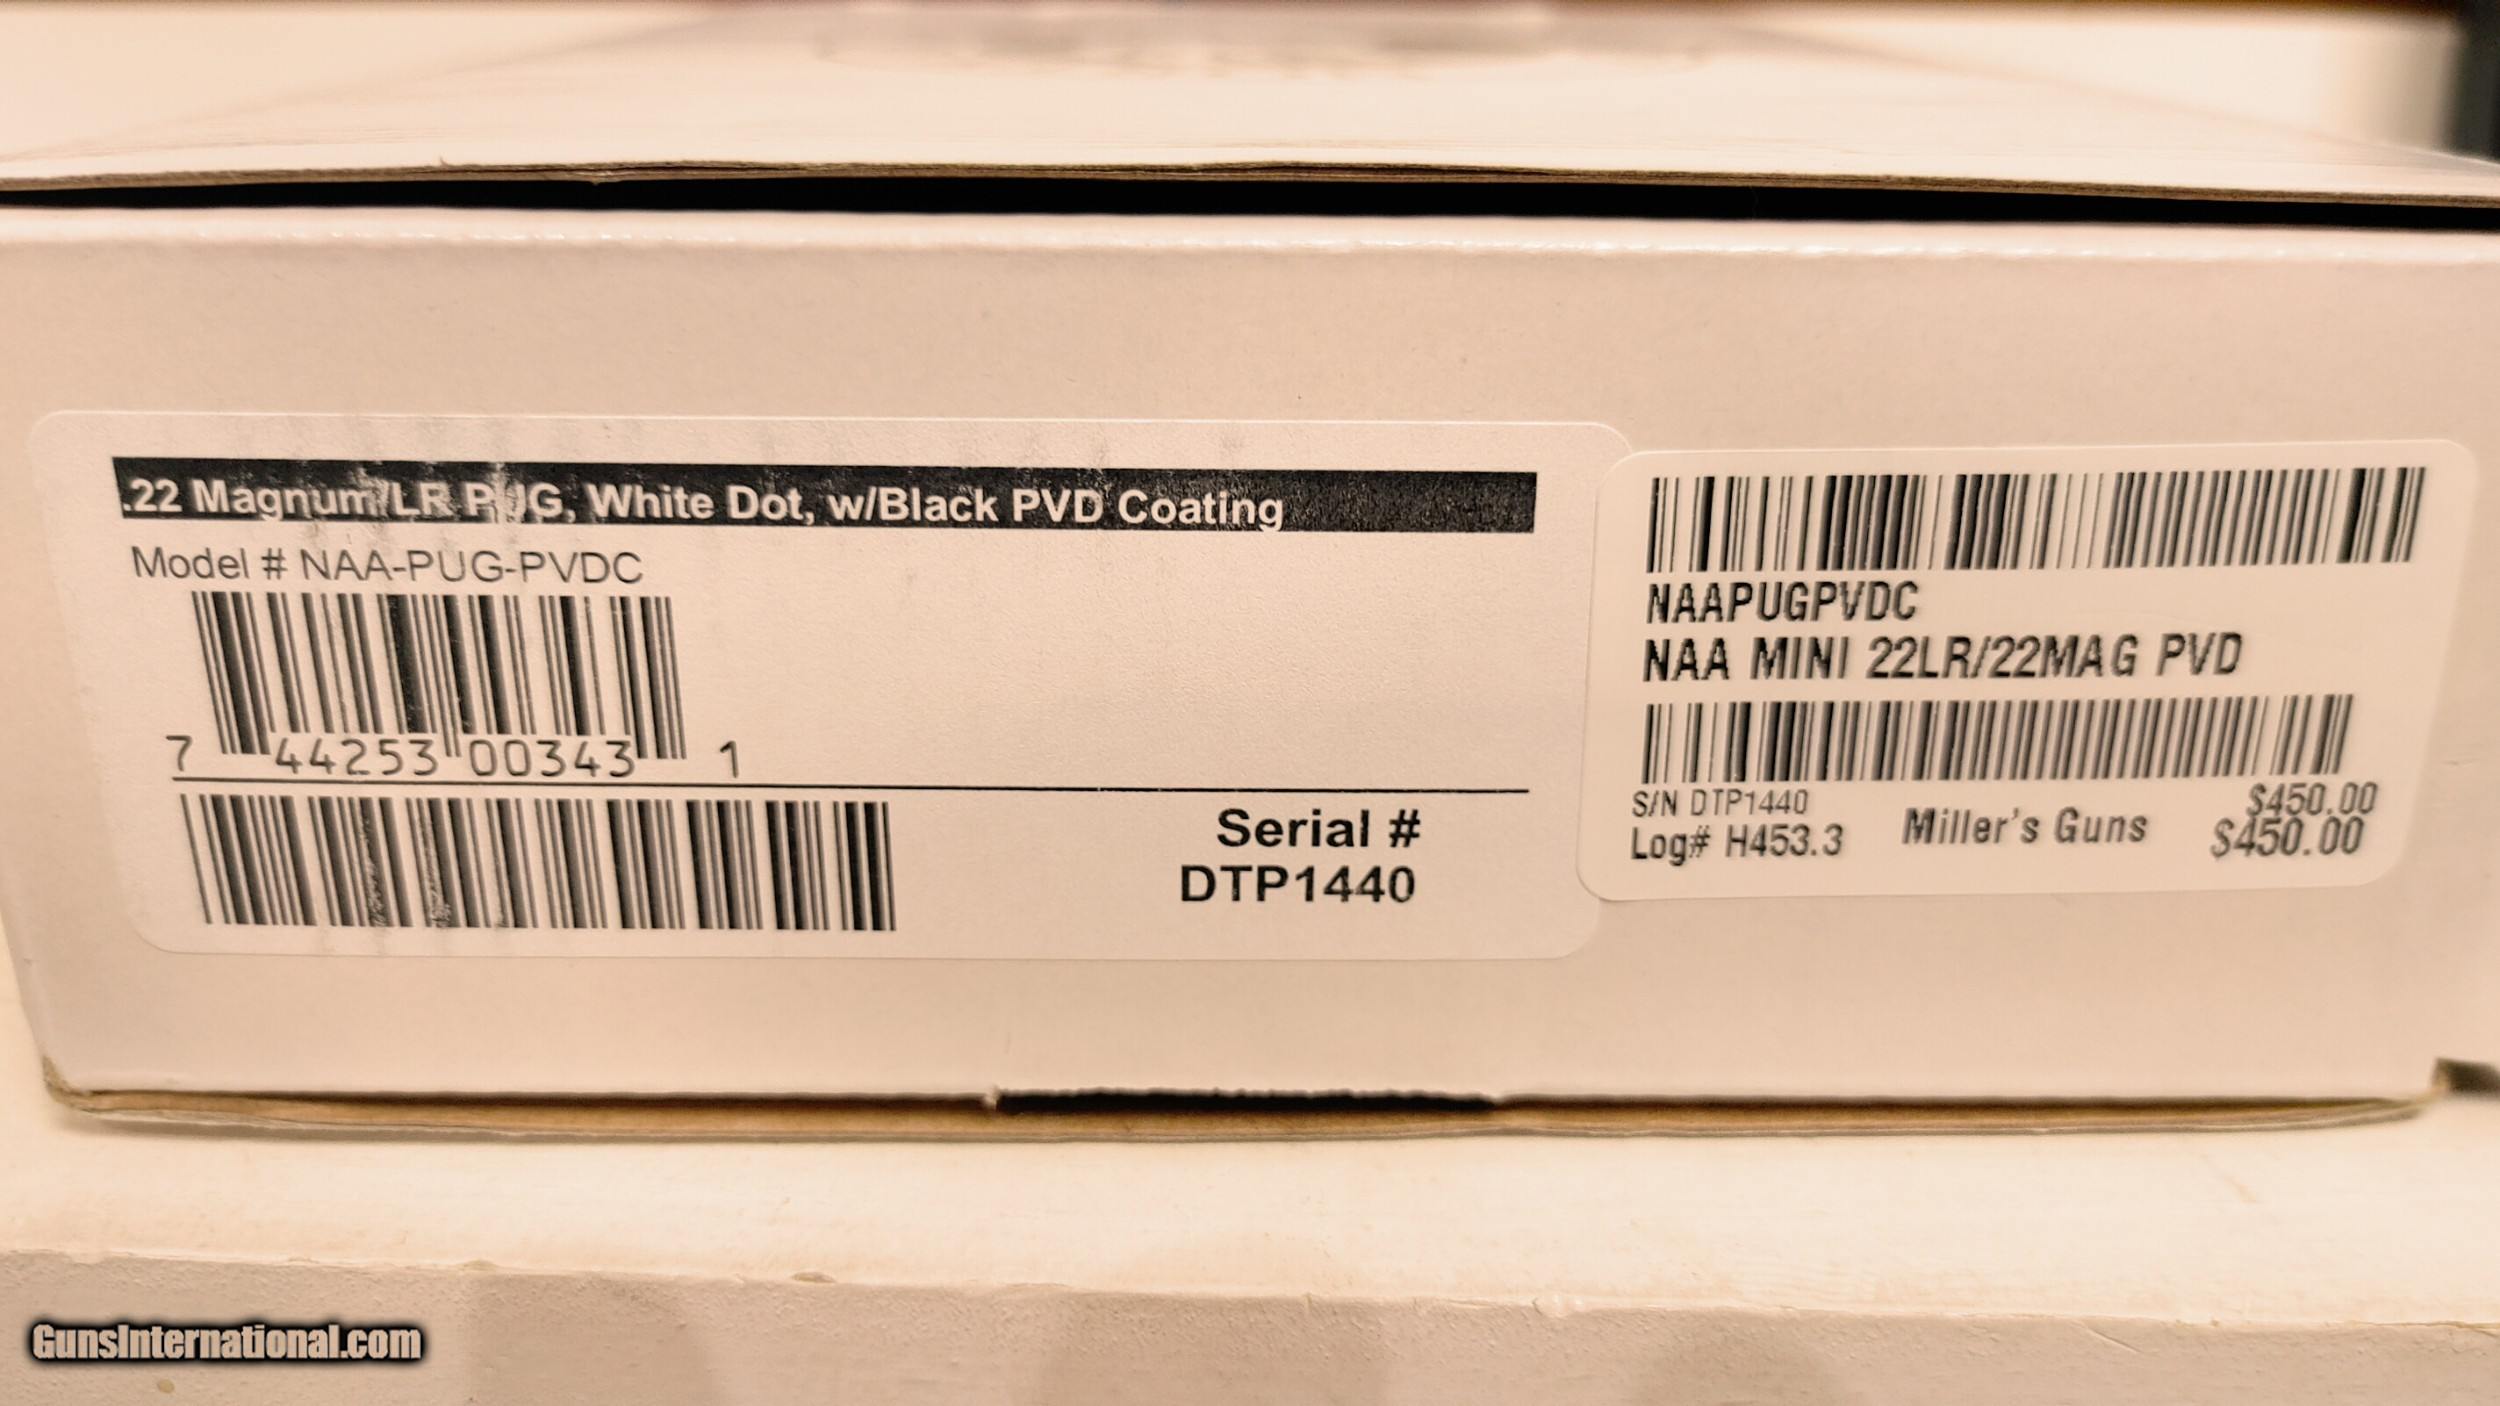 .22 Magnum/LR PUG, White Dot, w/Black PVD Coating
Model # NAA-PUG-PVDC
7 44253 00343 1
Serial #
DTP1440
NAAPUGPVDC
NAA MINI 22LR/22MAG PVD
S/N DTP1440
$450.00
Log# H453.3 Miller's Guns $450.00
GunsInternational.com